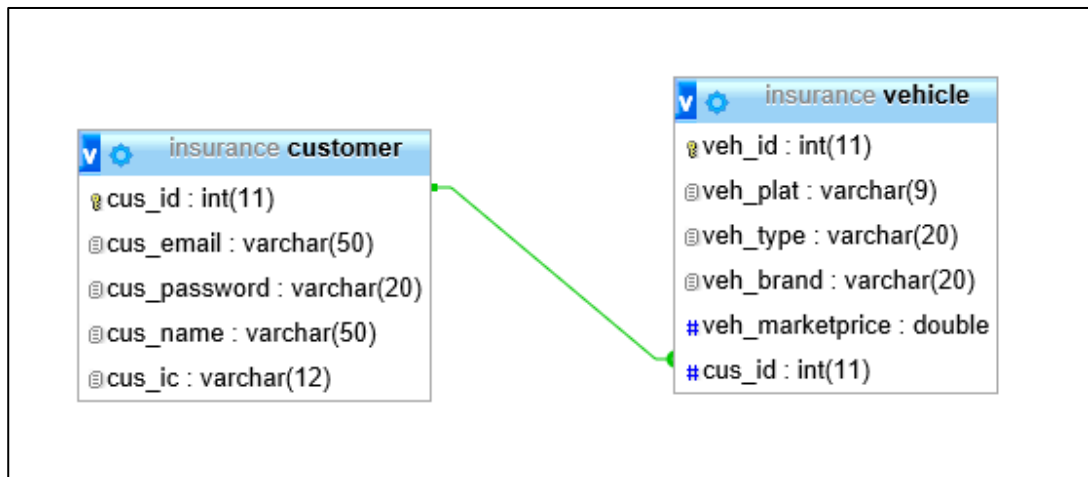 v insurance customer
cus_id : int(11)
cus_email : varchar(50)
cus_password : varchar(20)
cus_name : varchar(50)
cus_ic : varchar(12)
v insurance vehicle
veh_id : int(11)
veh_plat : varchar(9)
veh_type : varchar(20)
veh_brand : varchar(20)
# veh_marketprice : double
# cus_id : int(11)